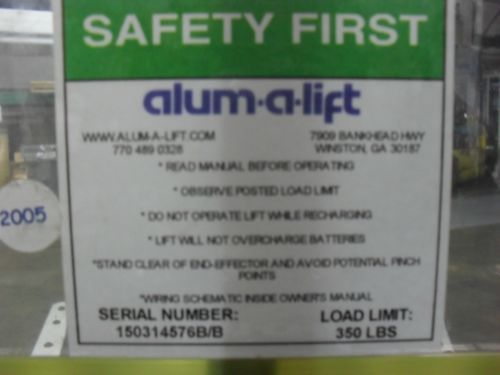 SAFETY FIRST
alum-a-lift
WWW.ALUM-A-LIFT.COM
770 489 0328
7909 BANKHEAD HWY
WINSTON, GA 30187
* READ MANUAL BEFORE OPERATING
* OBSERVE POSTED LOAD LIMIT
* DO NOT OPERATE LIFT WHILE RECHARGING
* LIFT WILL NOT OVERCHARGE BATTERIES
*STAND CLEAR OF END-EFFECTOR AND AVOID POTENTIAL PINCH
POINTS
*WIRING SCHEMATIC INSIDE OWNER'S MANUAL
SERIAL NUMBER:
150314576B/B
LOAD LIMIT:
350 LBS
2005